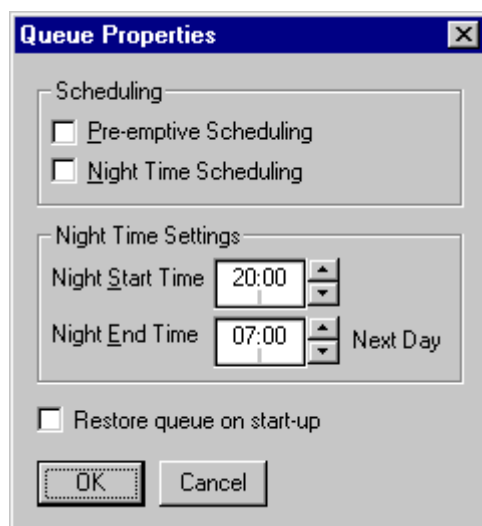 Queue Properties
Scheduling
Pre-emptive Scheduling
Night Time Scheduling
Night Time Settings
Night Start Time 20:00
Night End Time 07:00 Next Day
Restore queue on start-up
OK Cancel